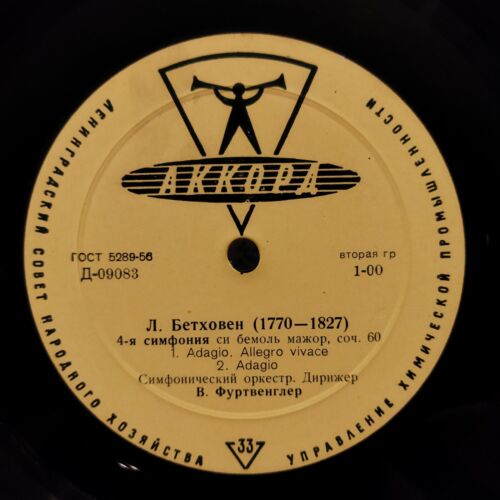 ЛЕНИНГРАДСКИЙ СОВЕТ НАРОДНОГО ХОЗЯЙСТВА
УПРАВЛЕНИЕ ХИМИЧЕСКОЙ ПРОМЫШЛЕННОСТИ
АККОРД
ГОСТ 5289-56
Д-09083
вторая гр
1-00
Л. Бетховен (1770—1827)
4-я симфония си бемоль мажор, соч. 60
1. Adagio. Allegro vivace
2. Adagio
Симфонический оркестр. Дирижер
В. Фуртвенглер
33